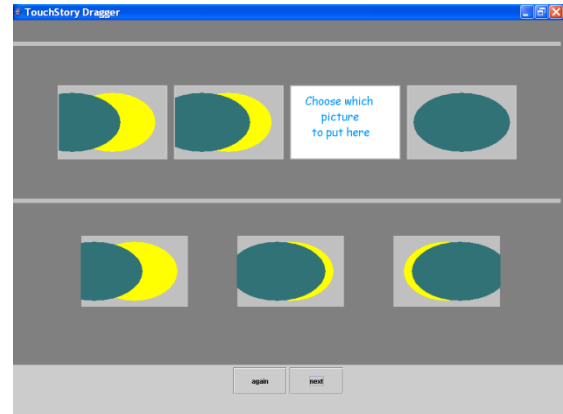 TouchStory Dragger
Choose which
picture
to put here
again
next